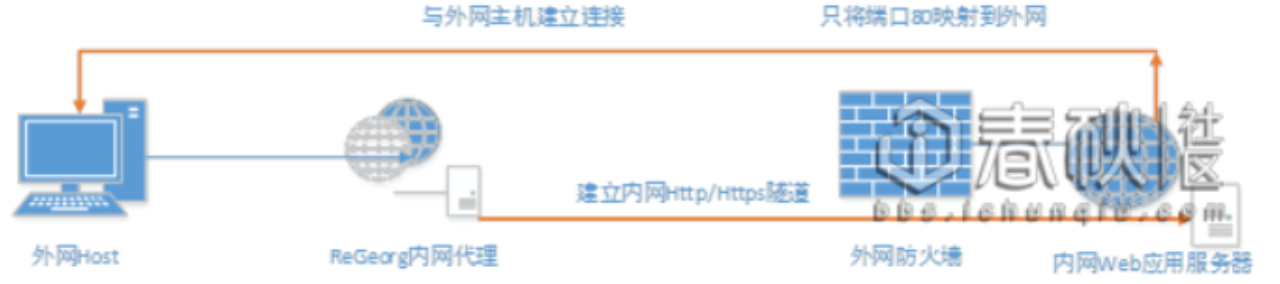 与外网主机建立连接
只将端口80映射到外网
春秋社区
bbs.ichunqiu.com
建立内网Http/Https隧道
外网Host
ReGeorg内网代理
外网防火墙
内网Web应用服务器